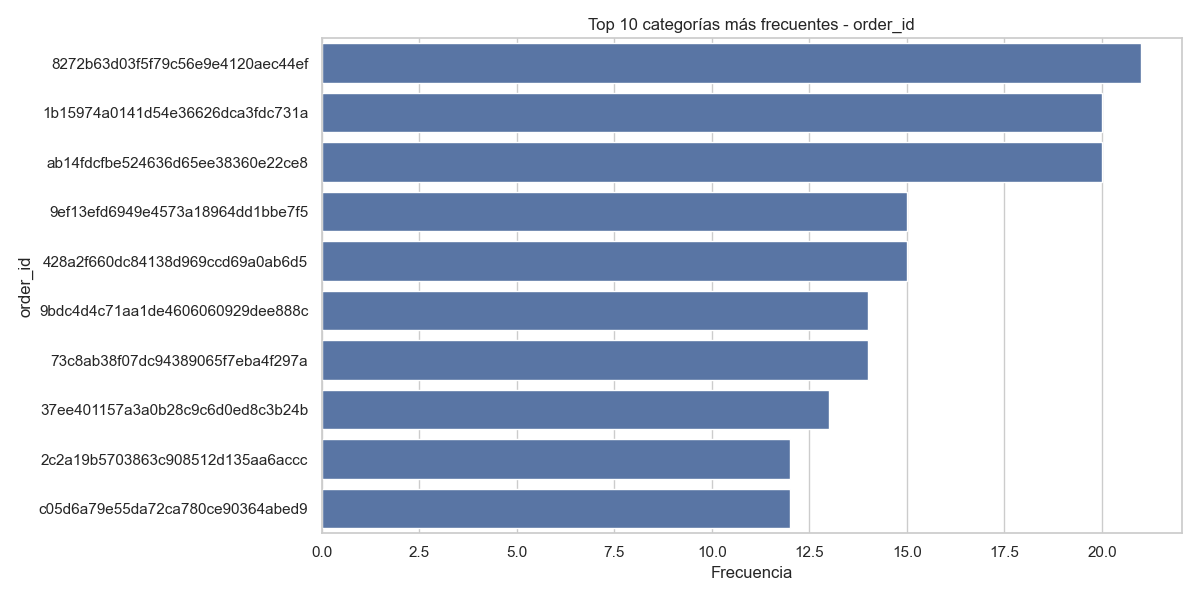 Top 10 categorías más frecuentes - order_id
8272b63d03f5f79c56e9e4120aec44ef
1b15974a0141d54e36626dca3fdc731a
ab14fdcfbe524636d65ee38360e22ce8
9ef13efd6949e4573a18964dd1bbe7f5
428a2f660dc84138d969ccd69a0ab6d5
9bdc4d4c71aa1de4606060929dee888c
73c8ab38f07dc94389065f7eba4f297a
37ee401157a3a0b28c9c6d0ed8c3b24b
2c2a19b5703863c908512d135aa6accc
c05d6a79e55da72ca780ce90364abed9
order_id
0.0 2.5 5.0 7.5 10.0 12.5 15.0 17.5 20.0
Frecuencia